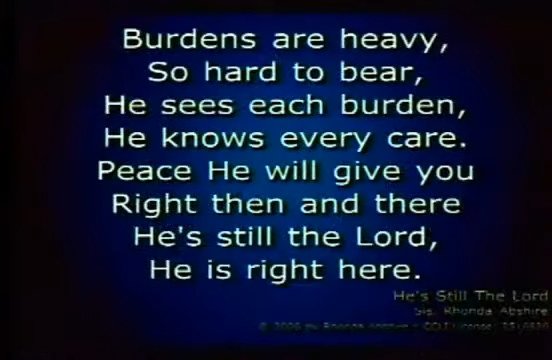 Burdens are heavy,
So hard to bear,
He sees each burden,
He knows every care.
Peace He will give you
Right then and there
He's still the Lord,
He is right here.
He's Still The Lord
Sis. Rhonda Abshire